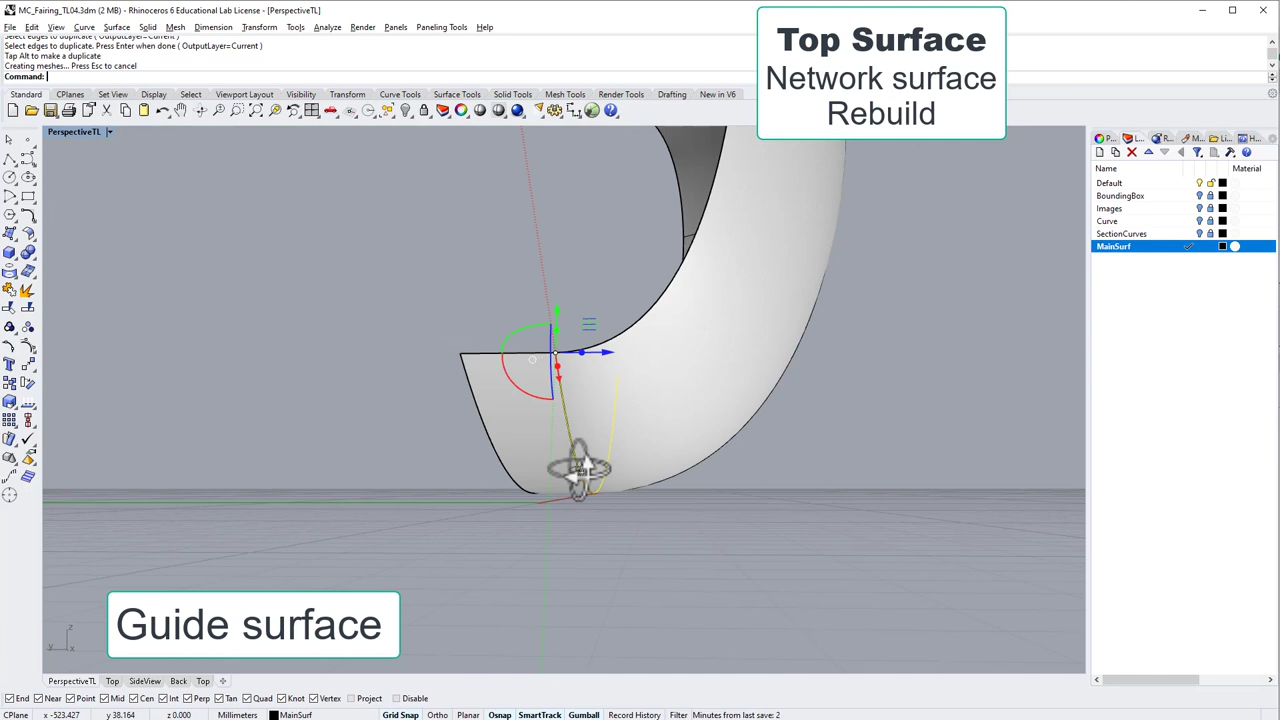 MC_Fairing_TL04.3dm (2 MB) - Rhinoceros 6 Educational Lab License - [PerspectiveTL]
File Edit View Curve Surface Solid Mesh Dimension Transform Tools Analyze Render Panels Paneling Tools Help
Select edges to duplicate. Press Enter when done ( OutputLayer=Current )
Select edges to duplicate. Press Enter when done ( OutputLayer=Current )
Tap Alt to make a duplicate
Creating meshes... Press Esc to cancel
Command:
Top Surface
Network surface
Rebuild
Standard CPlanes Set View Display Select Viewport Layout Visibility Transform Curve Tools Surface Tools Solid Tools Mesh Tools Render Tools Drafting New in V6
PerspectiveTL
P... L... R... M... Li... H...
Name Material
Default
BoundingBox
Images
Curve
SectionCurves
MainSurf
Guide surface
z
y x
PerspectiveTL Top SideView Back Top
End Near Point Mid Cen Int Perp Tan Quad Knot Vertex Project Disable
CPlane x -523.427 y 38.164 z 0.000 Millimeters MainSurf Grid Snap Ortho Planar Osnap SmartTrack Gumball Record History Filter Minutes from last save: 2